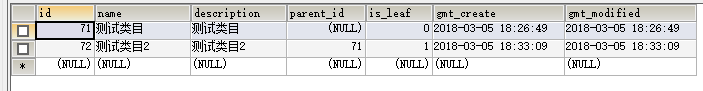 id name description parent_id is_leaf gmt_create gmt_modified
71 测试类目 测试类目 (NULL) 0 2018-03-05 18:26:49 2018-03-05 18:26:49
72 测试类目2 测试类目2 71 1 2018-03-05 18:33:09 2018-03-05 18:33:09
* (NULL) (NULL) (NULL) (NULL) (NULL) (NULL) (NULL)